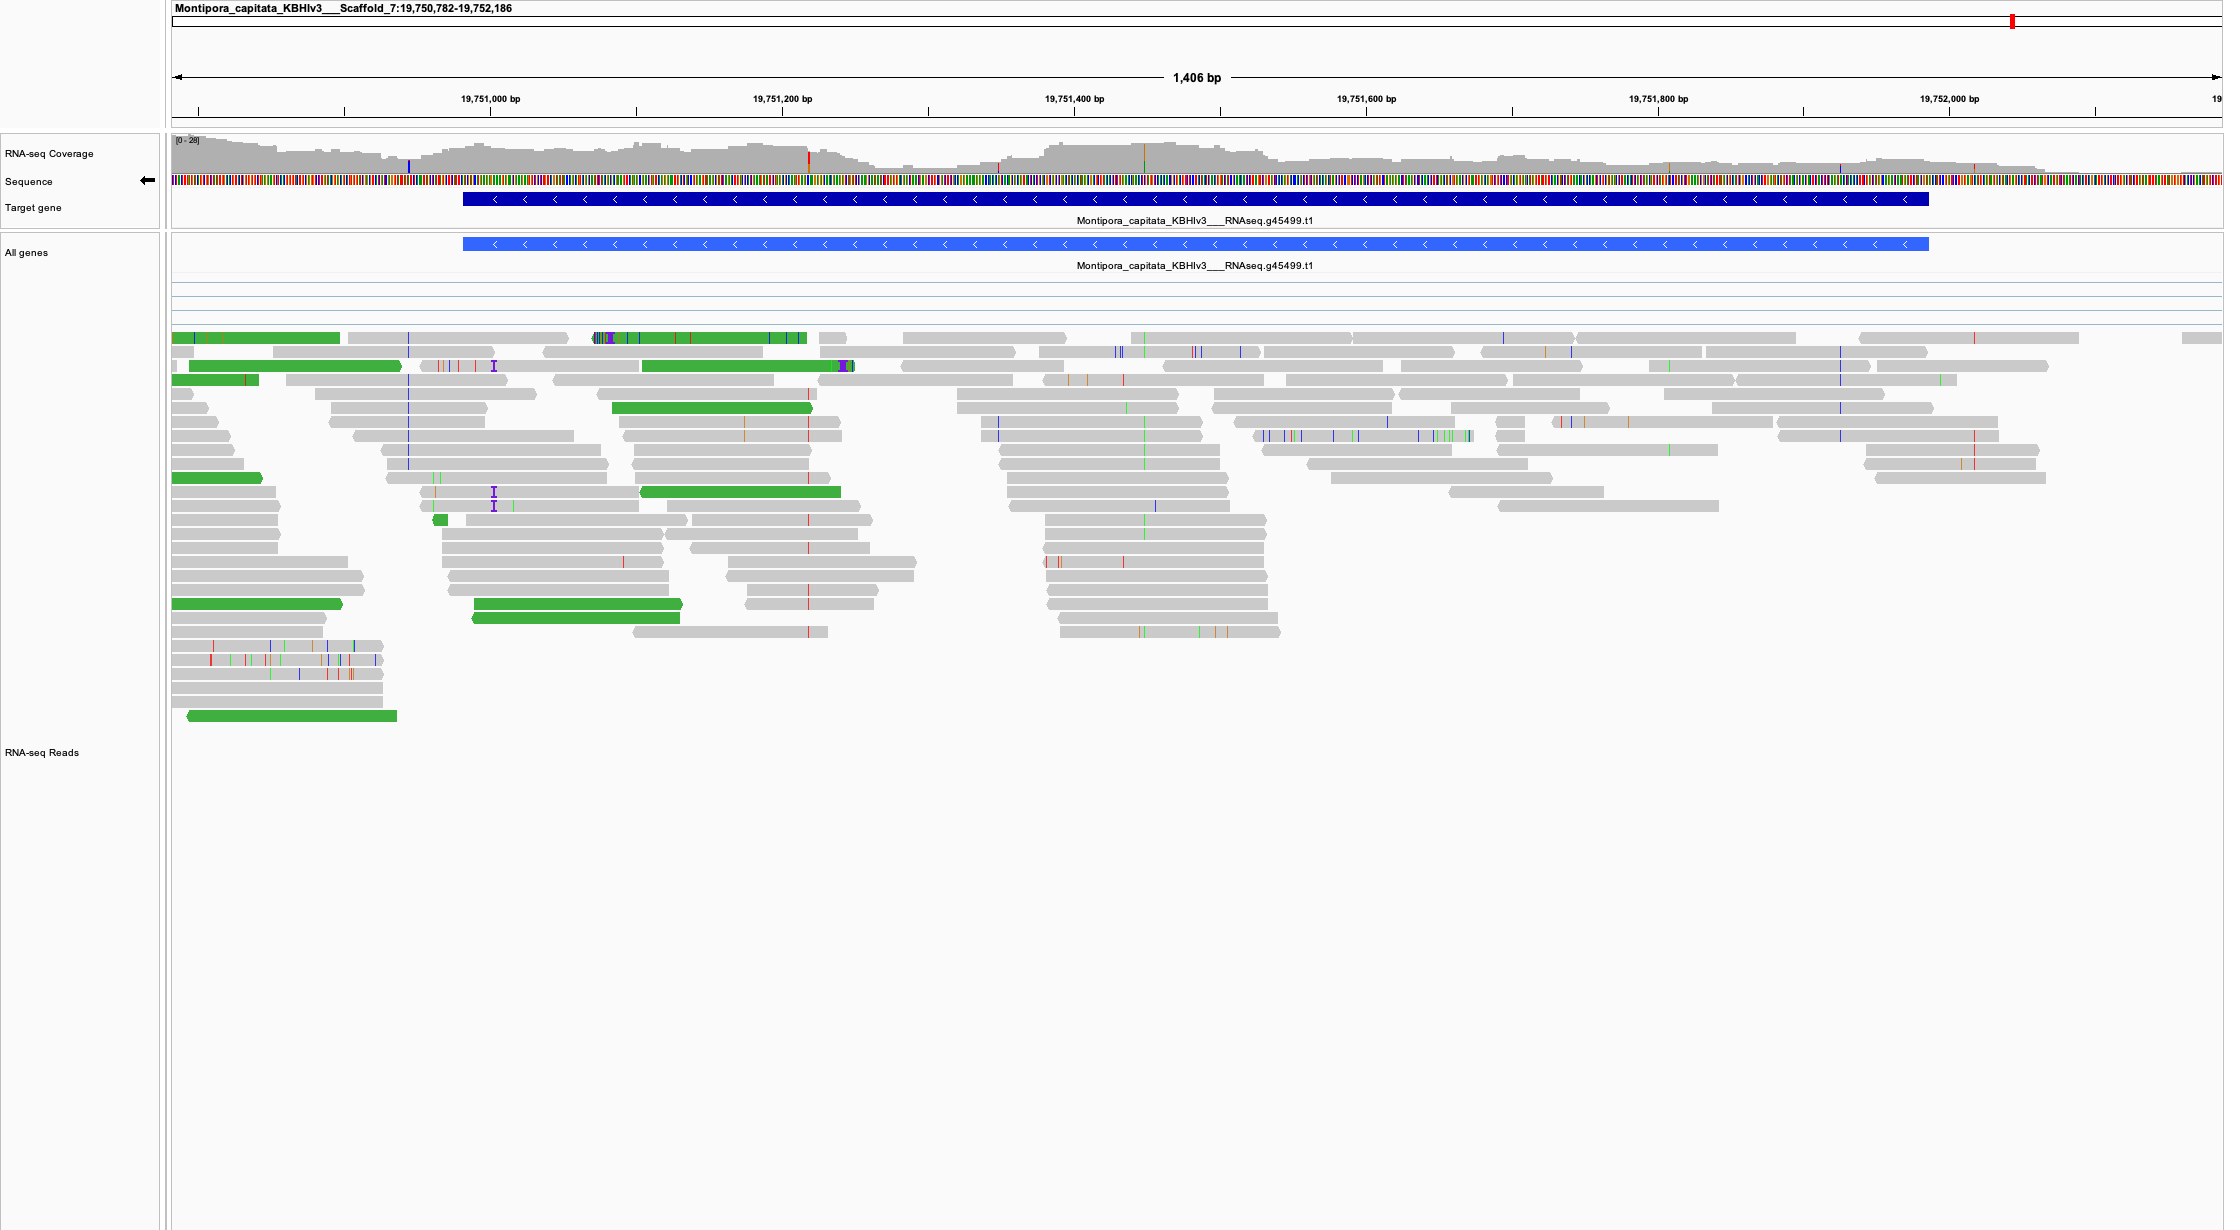 Montipora_capitata_KBHIv3___Scaffold_7:19,750,782-19,752,186
1,406 bp
19,751,000 bp 19,751,200 bp 19,751,400 bp 19,751,600 bp 19,751,800 bp 19,752,000 bp 19
[0 - 28]
RNA-seq Coverage
Sequence
Target gene
Montipora_capitata_KBHIv3___RNAseq.g45499.t1
All genes
Montipora_capitata_KBHIv3___RNAseq.g45499.t1
RNA-seq Reads